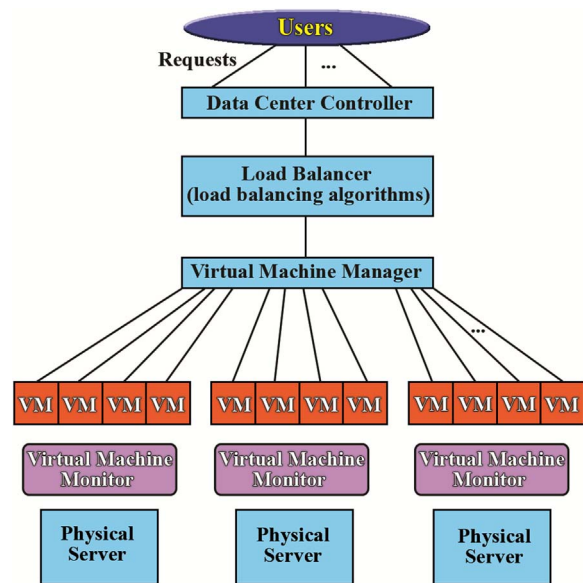 Users
Requests
...
Data Center Controller
Load Balancer
(load balancing algorithms)
Virtual Machine Manager
...
VM VM VM VM VM VM VM VM VM VM VM VM
Virtual Machine
Monitor
Virtual Machine
Monitor
Virtual Machine
Monitor
Physical
Server
Physical
Server
Physical
Server